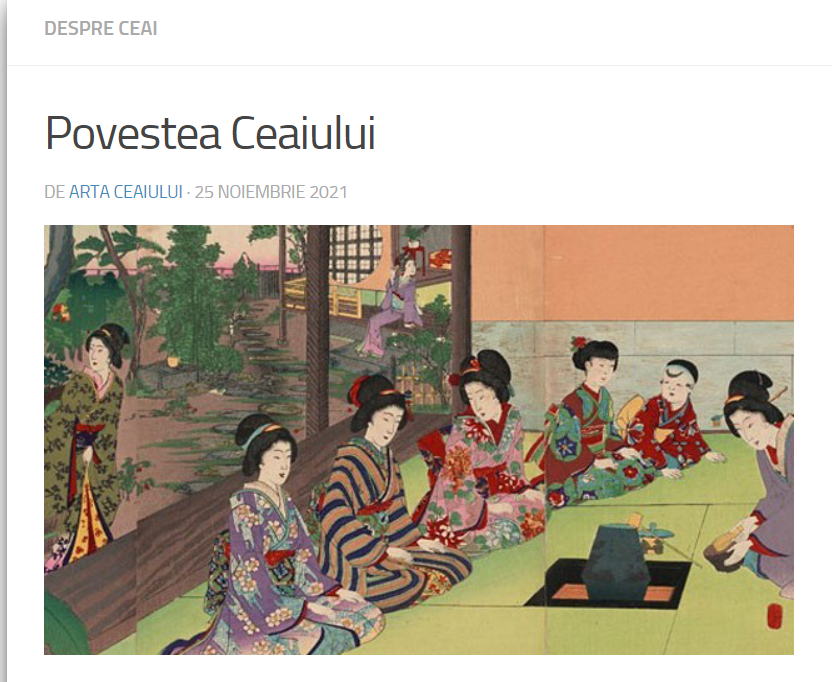 DESPRE CEAI
Povestea Ceaiului
DE ARTA CEAIULUI · 25 NOIEMBRIE 2021